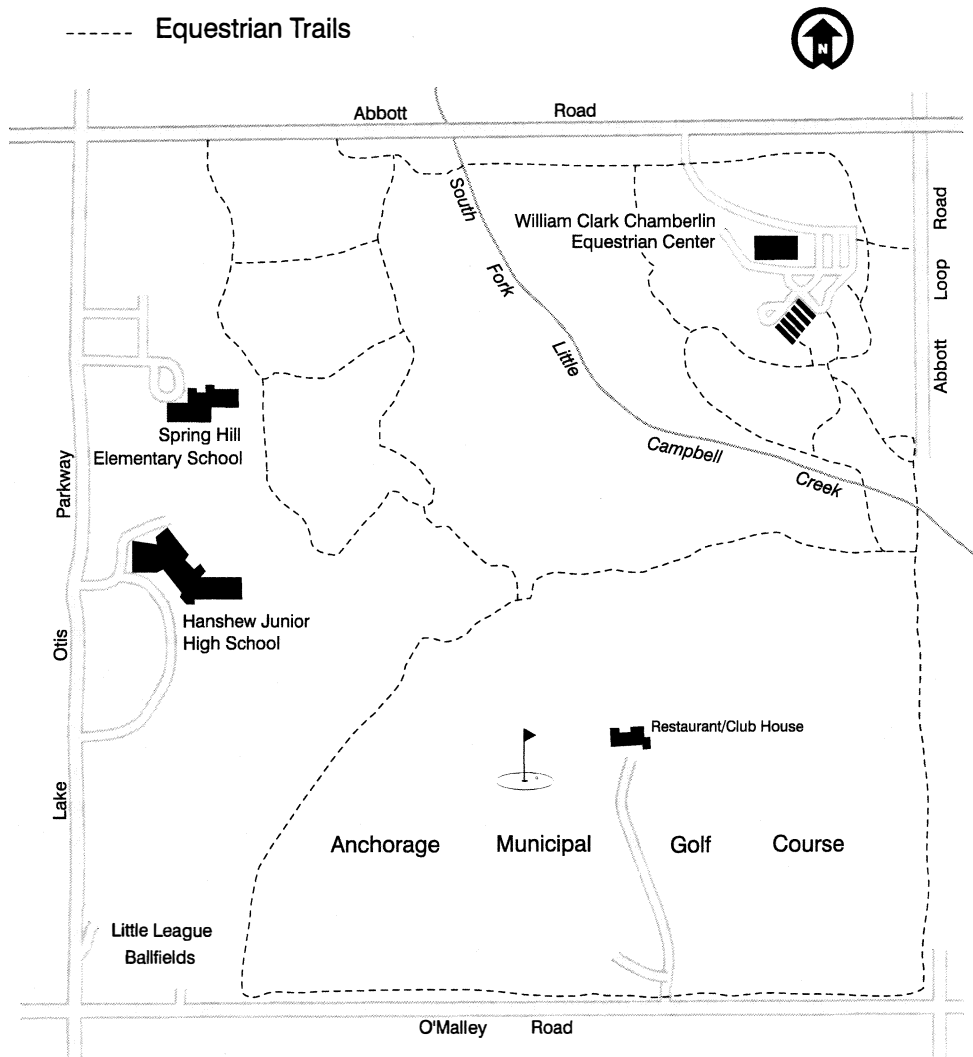 Equestrian Trails
N
Abbott Road
South Fork Little Campbell Creek
William Clark Chamberlin
Equestrian Center
Abbott Loop Road
Spring Hill
Elementary School
Lake Otis Parkway
Hanshew Junior
High School
Restaurant/Club House
Anchorage Municipal Golf Course
Little League
Ballfields
O'Malley Road